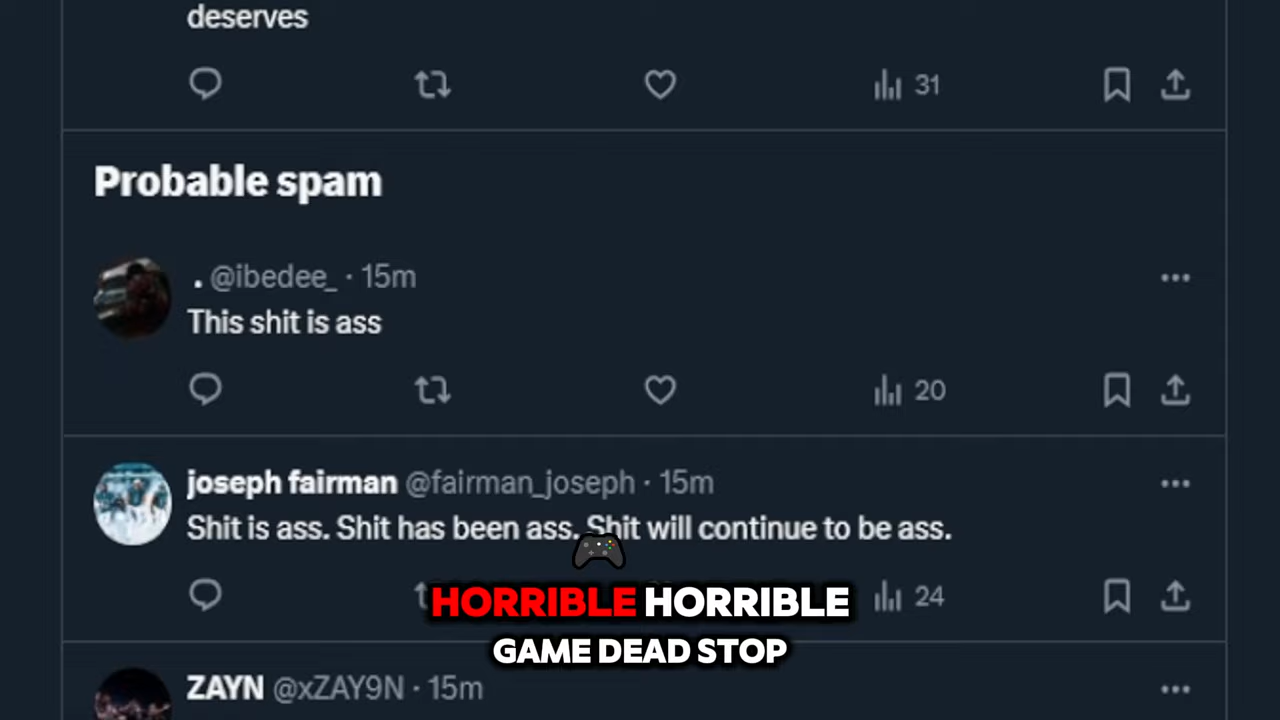 deserves
31
Probable spam
. @ibedee_ · 15m
This shit is ass
20
joseph fairman @fairman_joseph · 15m
Shit is ass. Shit has been ass. Shit will continue to be ass.
24
HORRIBLE HORRIBLE
GAME DEAD STOP
ZAYN @xZAY9N · 15m